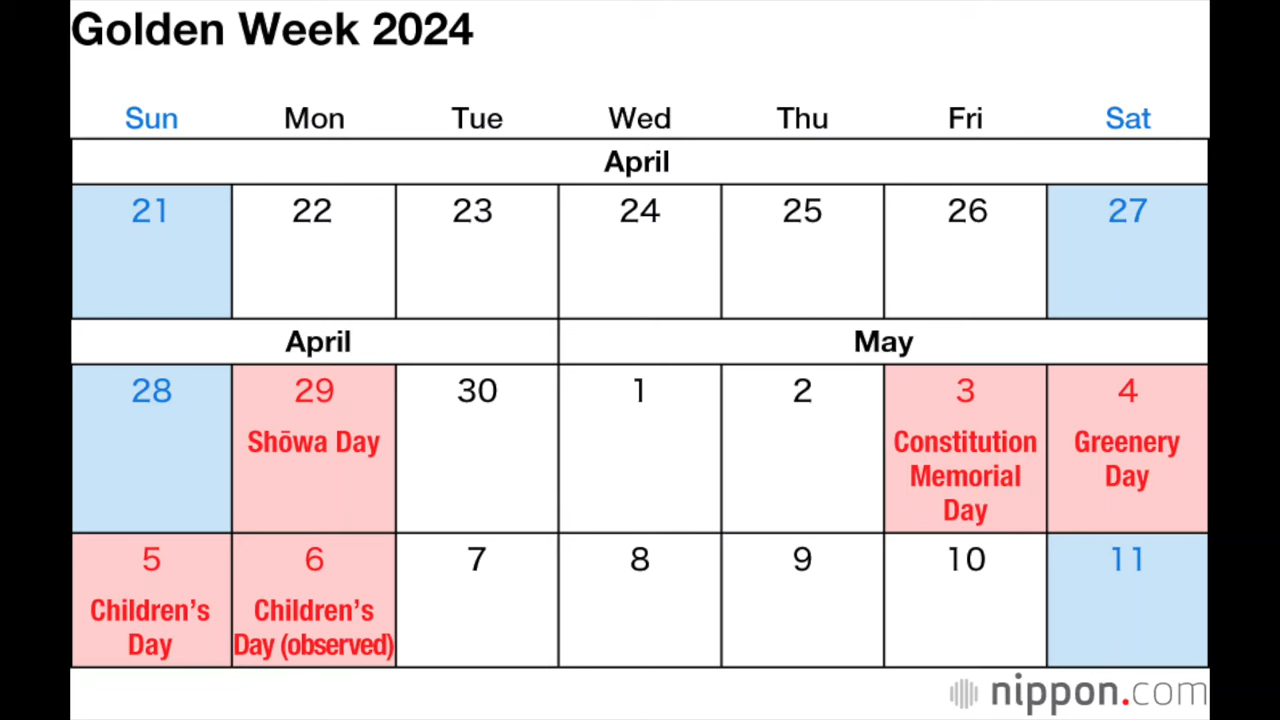 Golden Week 2024
Sun Mon Tue Wed Thu Fri Sat
April
21 22 23 24 25 26 27
April May
28 29 30 1 2 3 4
Shōwa Day Constitution Greenery
Memorial Day
Day
5 6 7 8 9 10 11
Children’s Children’s
Day Day (observed)
nippon.com